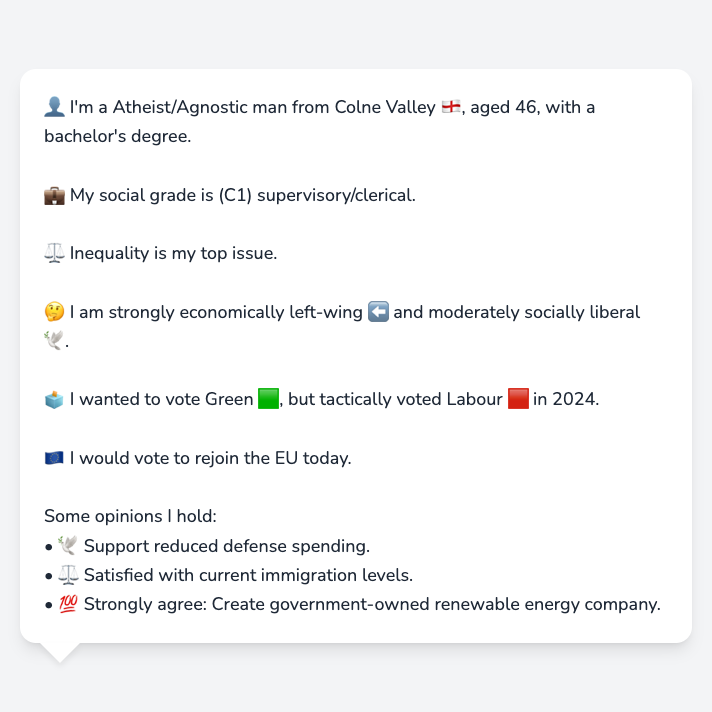 👤 I'm a Atheist/Agnostic man from Colne Valley 🏴󠁧󠁢󠁥󠁮󠁧󠁿, aged 46, with a
bachelor's degree.
💼 My social grade is (C1) supervisory/clerical.
⚖️ Inequality is my top issue.
🤔 I am strongly economically left-wing ⬅️ and moderately socially liberal
🕊️.
🗳️ I wanted to vote Green 🟩, but tactically voted Labour 🟥 in 2024.
🇪🇺 I would vote to rejoin the EU today.
Some opinions I hold:
• 🕊️ Support reduced defense spending.
• ⚖️ Satisfied with current immigration levels.
• 💯 Strongly agree: Create government-owned renewable energy company.